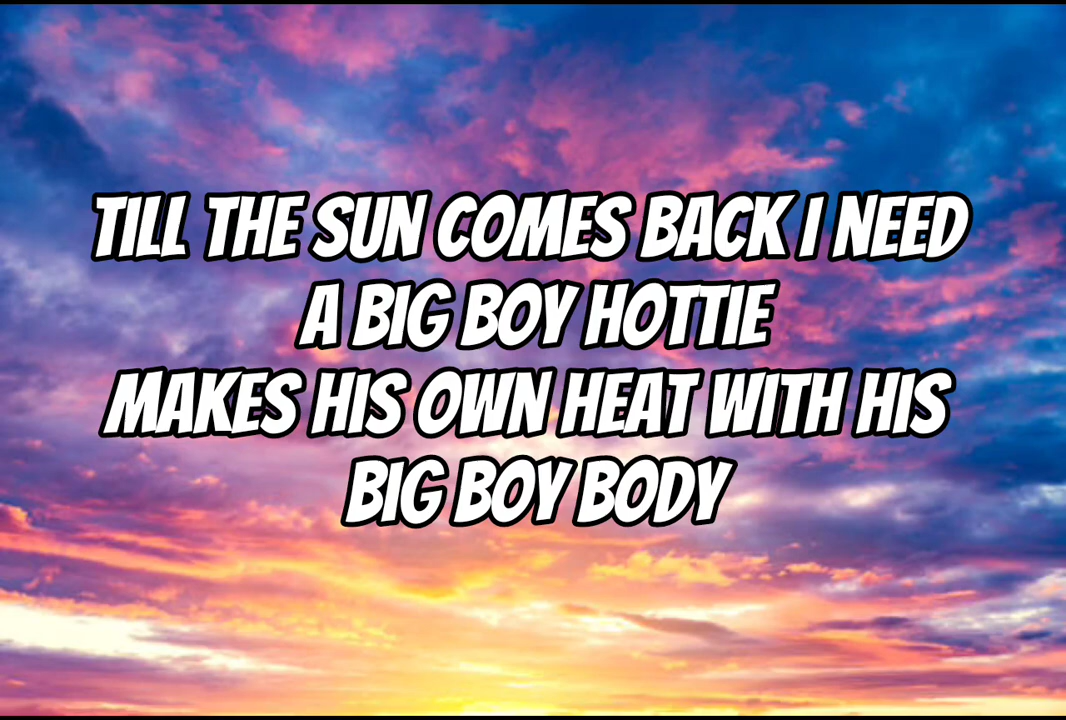 TILL THE SUN COMES BACK I NEED
A BIG BOY HOTTIE
MAKES HIS OWN HEAT WITH HIS
BIG BOY BODY